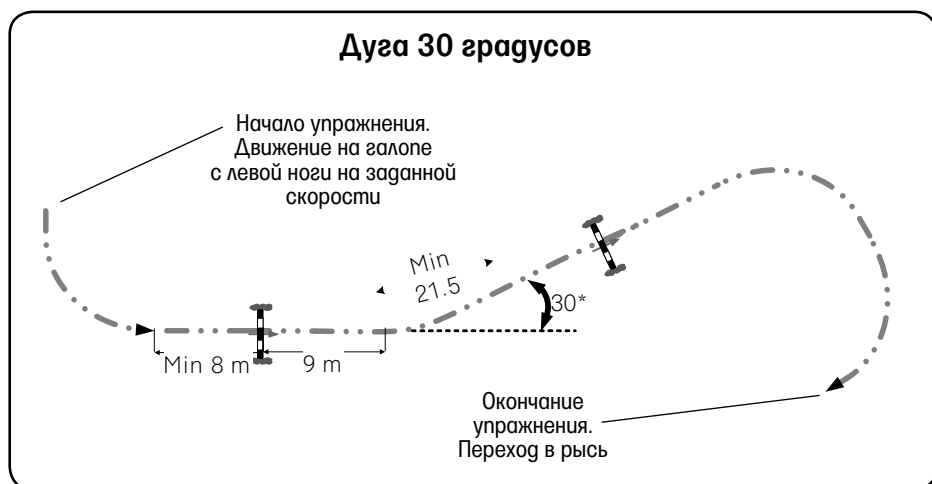 Дуга 30 градусов
Начало упражнения.
Движение на галопе
с левой ноги на заданной
скорости
Min
21.5
30*
Min 8 m
9 m
Окончание
упражнения.
Переход в рысь